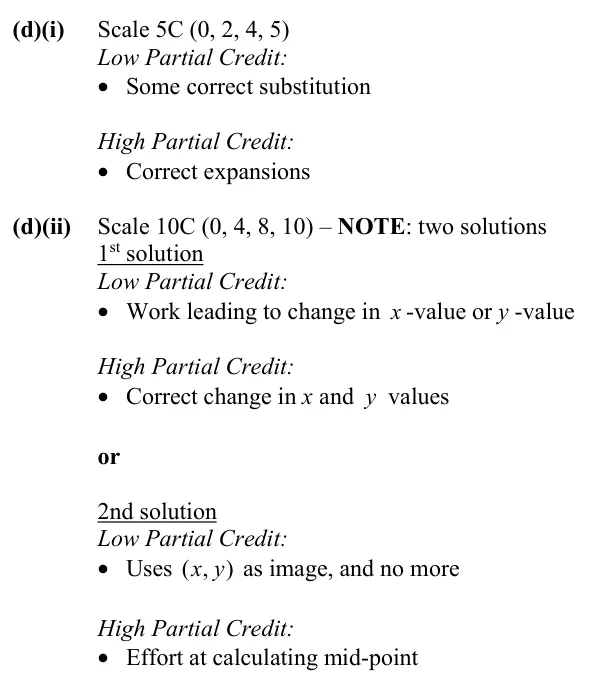 (d)(i) Scale 5C (0, 2, 4, 5)
Low Partial Credit:
• Some correct substitution
High Partial Credit:
• Correct expansions
(d)(ii) Scale 10C (0, 4, 8, 10) – NOTE: two solutions
1st solution
Low Partial Credit:
• Work leading to change in x -value or y -value
High Partial Credit:
• Correct change in x and y values
or
2nd solution
Low Partial Credit:
• Uses (x, y) as image, and no more
High Partial Credit:
• Effort at calculating mid-point